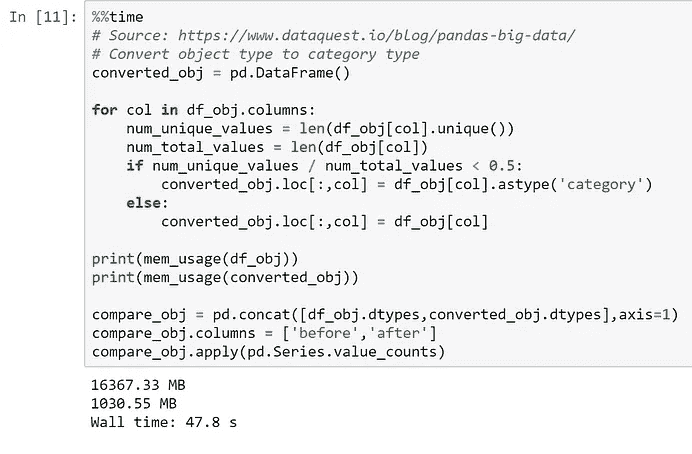 In [11]: %%time
# Source: https://www.dataquest.io/blog/pandas-big-data/
# Convert object type to category type
converted_obj = pd.DataFrame()
for col in df_obj.columns:
    num_unique_values = len(df_obj[col].unique())
    num_total_values = len(df_obj[col])
    if num_unique_values / num_total_values < 0.5:
        converted_obj.loc[:,col] = df_obj[col].astype('category')
    else:
        converted_obj.loc[:,col] = df_obj[col]
print(mem_usage(df_obj))
print(mem_usage(converted_obj))
compare_obj = pd.concat([df_obj.dtypes,converted_obj.dtypes],axis=1)
compare_obj.columns = ['before','after']
compare_obj.apply(pd.Series.value_counts)
16367.33 MB
1030.55 MB
Wall time: 47.8 s